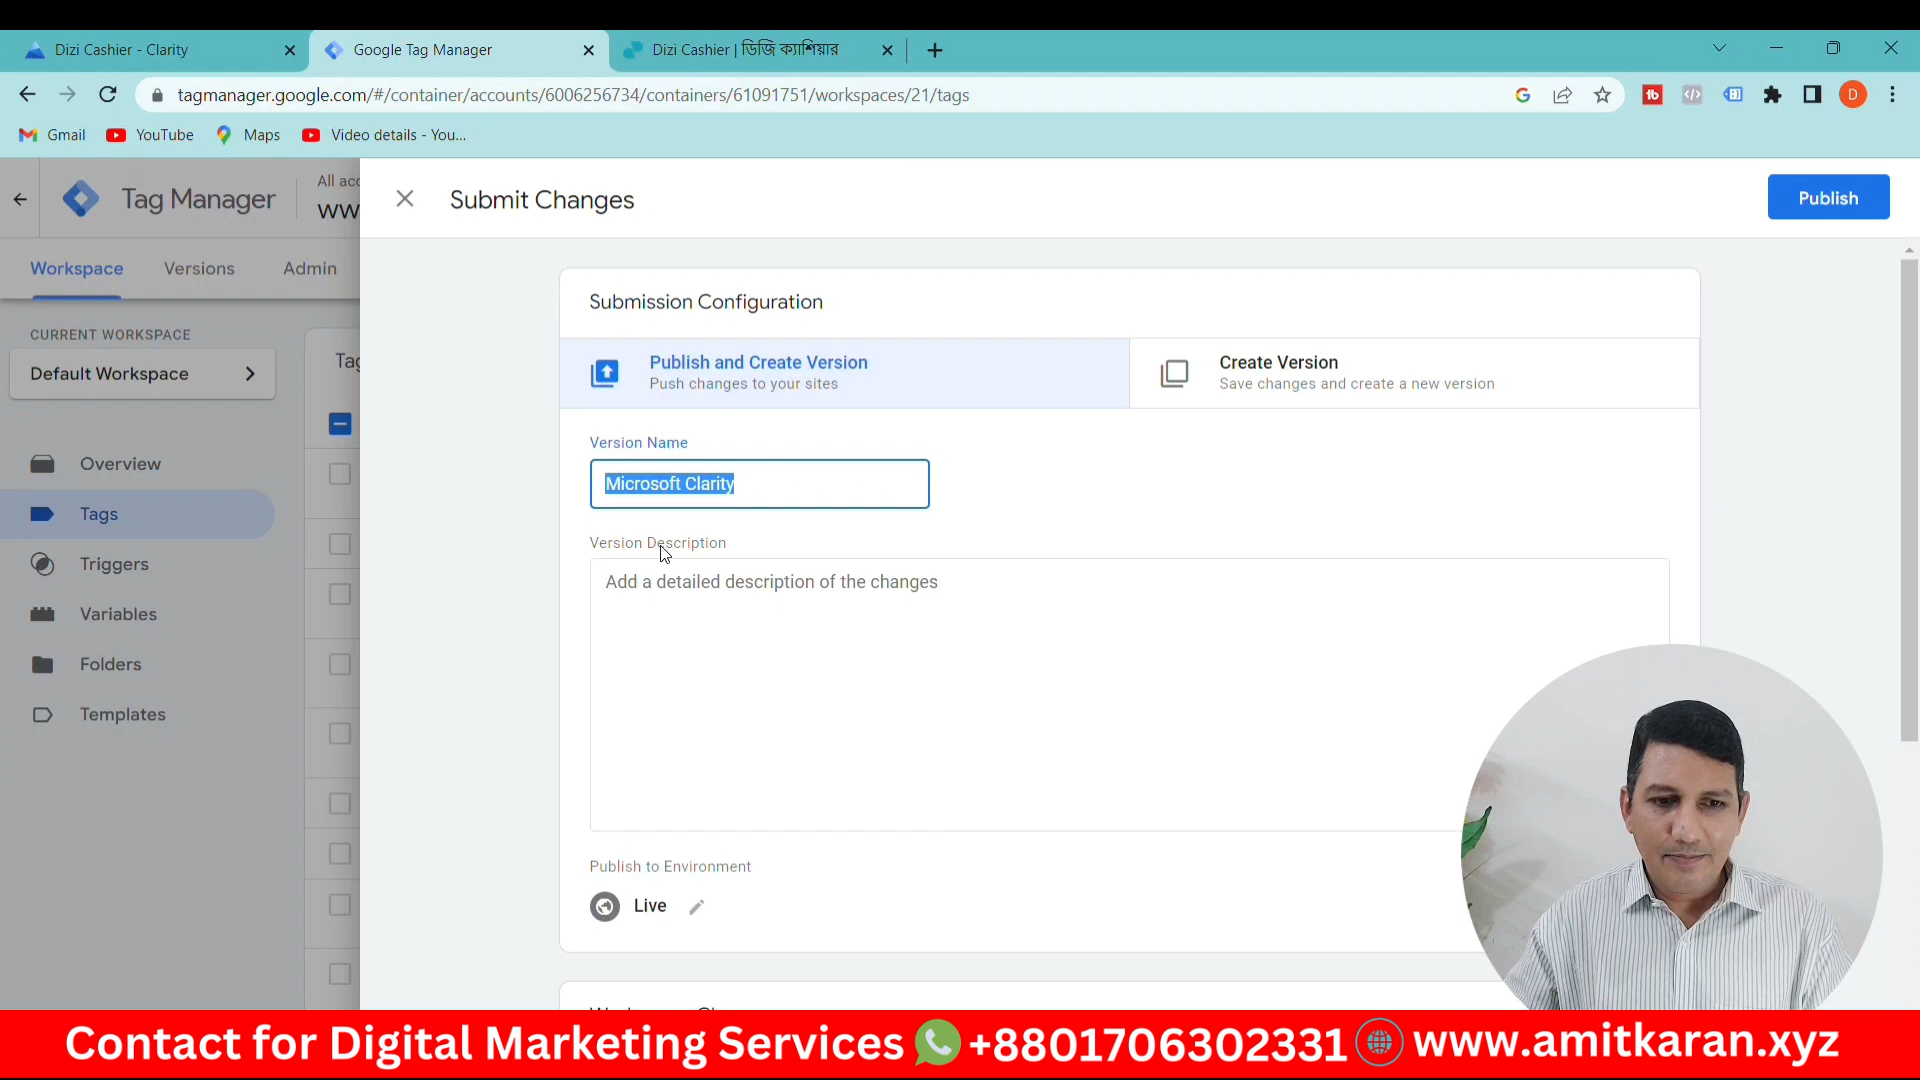 Dizi Cashier - Clarity
Google Tag Manager
Dizi Cashier | ডিজি ক্যাশিয়ার
tagmanager.google.com/#/container/accounts/6006256734/containers/61091751/workspaces/21/tags
D
Gmail
YouTube
Maps
Video details - You...
Tag Manager
All acc
ww
Submit Changes
Publish
Workspace
Versions
Admin
CURRENT WORKSPACE
Default Workspace
Overview
Tags
Triggers
Variables
Folders
Templates
Tag
Submission Configuration
Publish and Create Version
Push changes to your sites
Create Version
Save changes and create a new version
Version Name
Microsoft Clarity
Version Description
Add a detailed description of the changes
Publish to Environment
Live
Contact for Digital Marketing Services +8801706302331 www.amitkaran.xyz